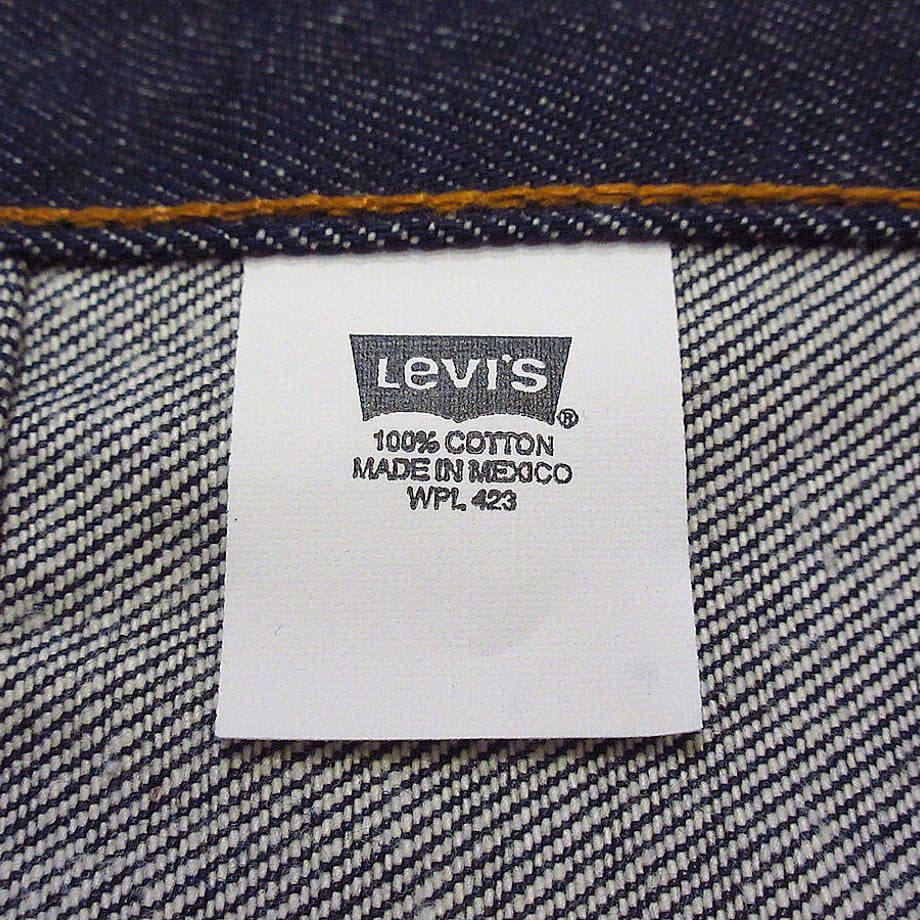 LEVI'S®
100% COTTON
MADE IN MEXICO
WPL 423